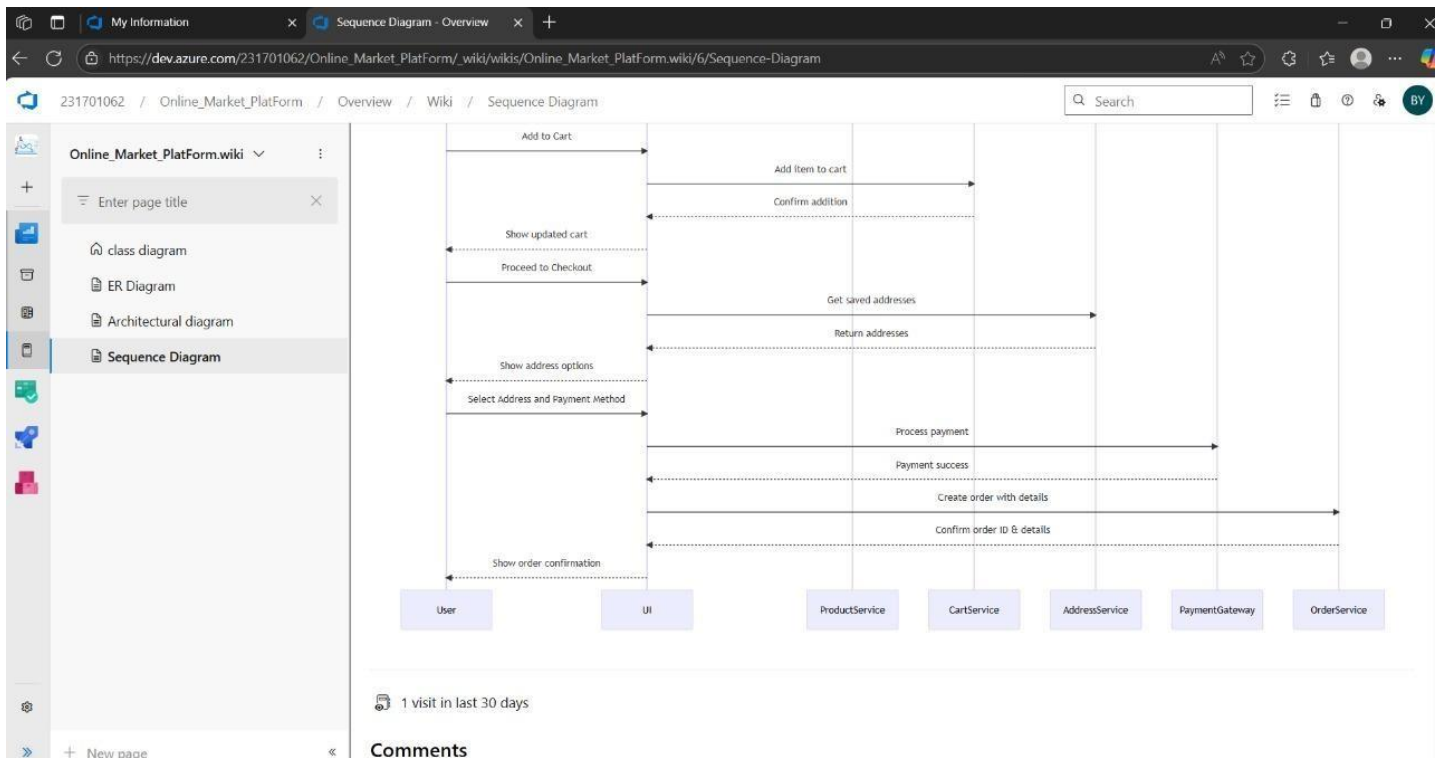 My Information
Sequence Diagram - Overview
https://dev.azure.com/231701062/Online_Market_PlatForm/_wiki/wikis/Online_Market_PlatForm.wiki/6/Sequence-Diagram
231701062 / Online_Market_PlatForm / Overview / Wiki / Sequence Diagram
Search
BY
Online_Market_PlatForm.wiki
Enter page title
class diagram
ER Diagram
Architectural diagram
Sequence Diagram
New page
Add to Cart
Add item to cart
Confirm addition
Show updated cart
Proceed to Checkout
Get saved addresses
Return addresses
Show address options
Select Address and Payment Method
Process payment
Payment success
Create order with details
Confirm order ID & details
Show order confirmation
User UI ProductService CartService AddressService PaymentGateway OrderService
1 visit in last 30 days
Comments